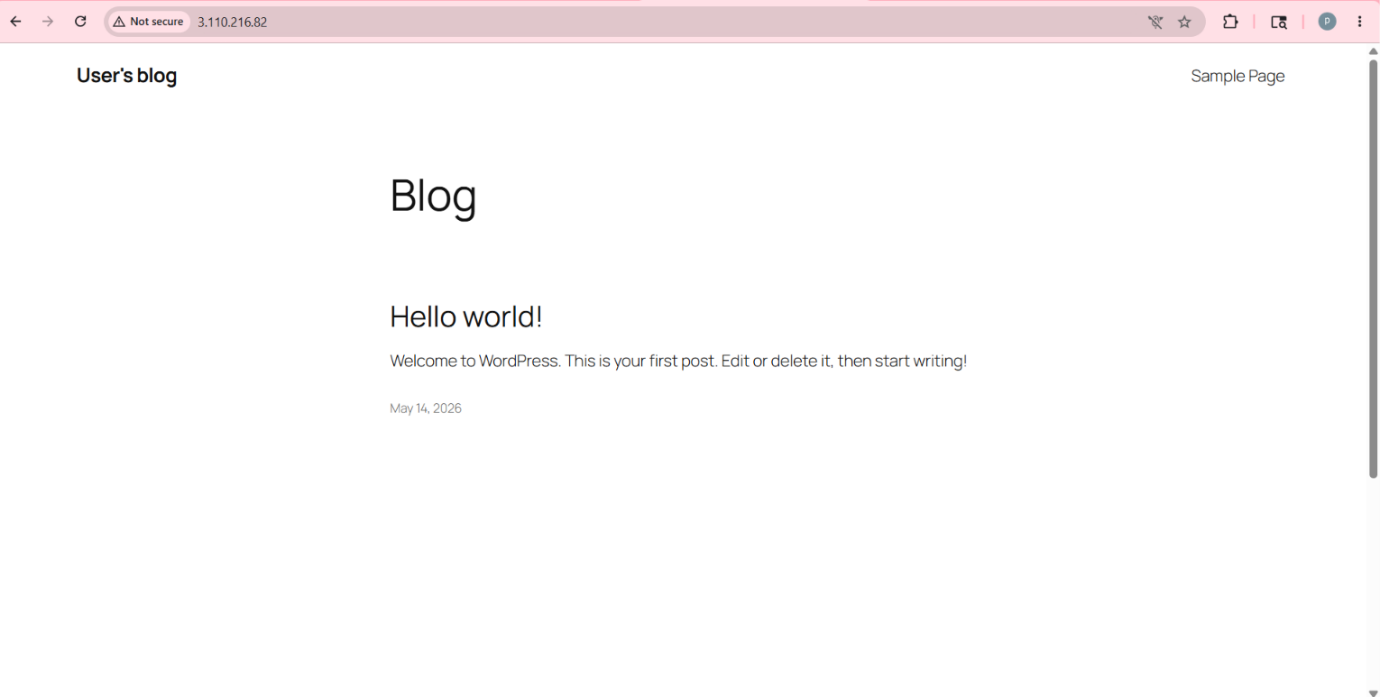 Not secure 3.110.216.82 P
User's blog Sample Page
Blog
Hello world!
Welcome to WordPress. This is your first post. Edit or delete it, then start writing!
May 14, 2026